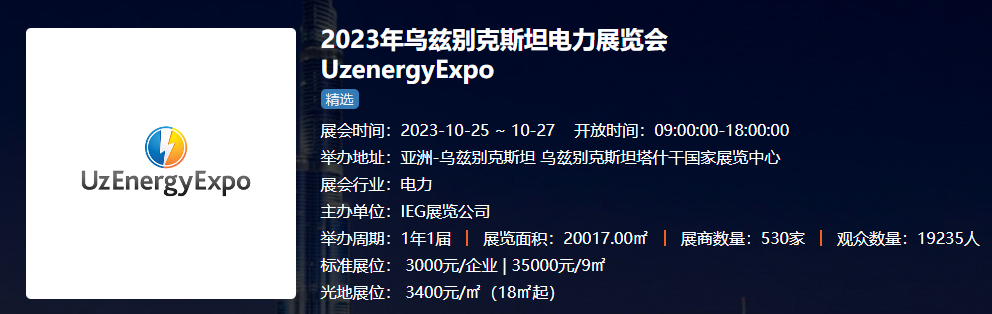 2023年乌兹别克斯坦电力展览会
UzenergyExpo
精选
UzEnergyExpo
展会时间：2023-10-25 ~ 10-27 开放时间：09:00:00-18:00:00
举办地址：亚洲-乌兹别克斯坦 乌兹别克斯坦塔什干国家展览中心
展会行业：电力
主办单位：IEG展览公司
举办周期：1年1届 | 展览面积：20017.00㎡ | 展商数量：530家 | 观众数量：19235人
标准展位： 3000元/企业 | 35000元/9㎡
光地展位： 3400元/㎡（18㎡起）